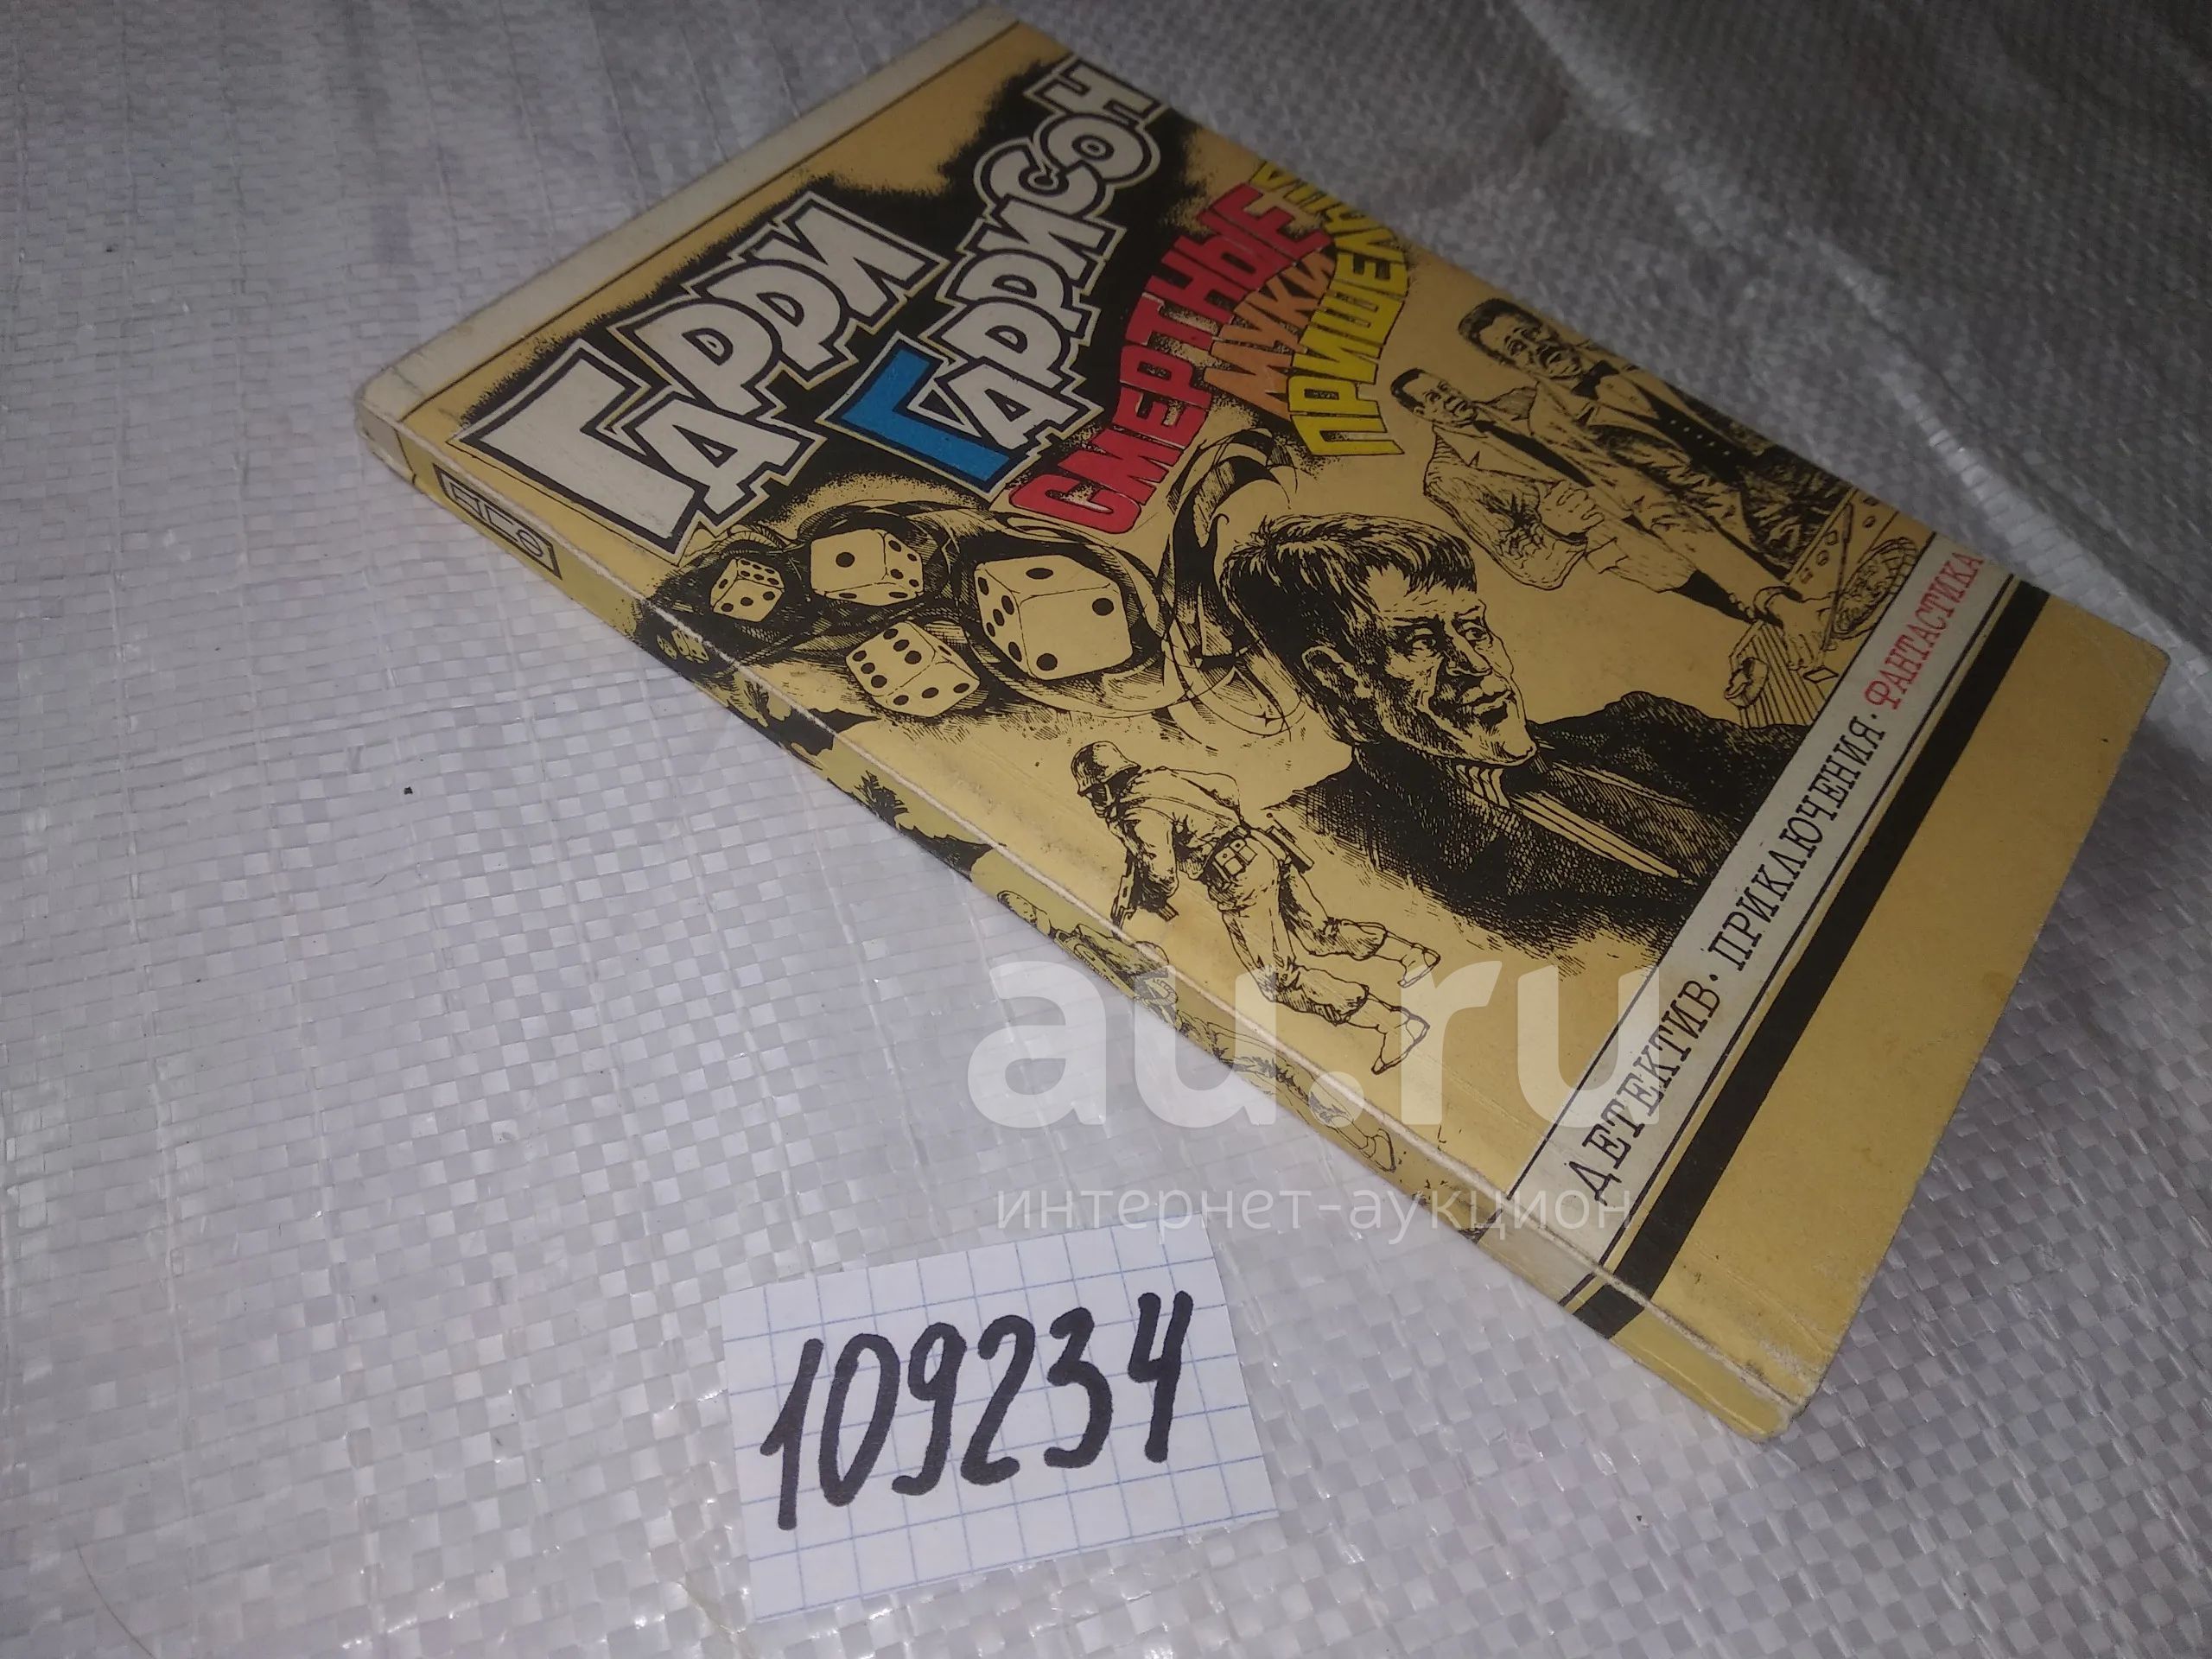 ГАРРИ
ГАРРИСОН
СМЕРТНЫЕ
МУКИ
ПРИШЕЛЬЦА
ДЕТЕКТИВ · ПРИКЛЮЧЕНИЯ · ФАНТАСТИКА
au.ru
интернет-аукцион
109234